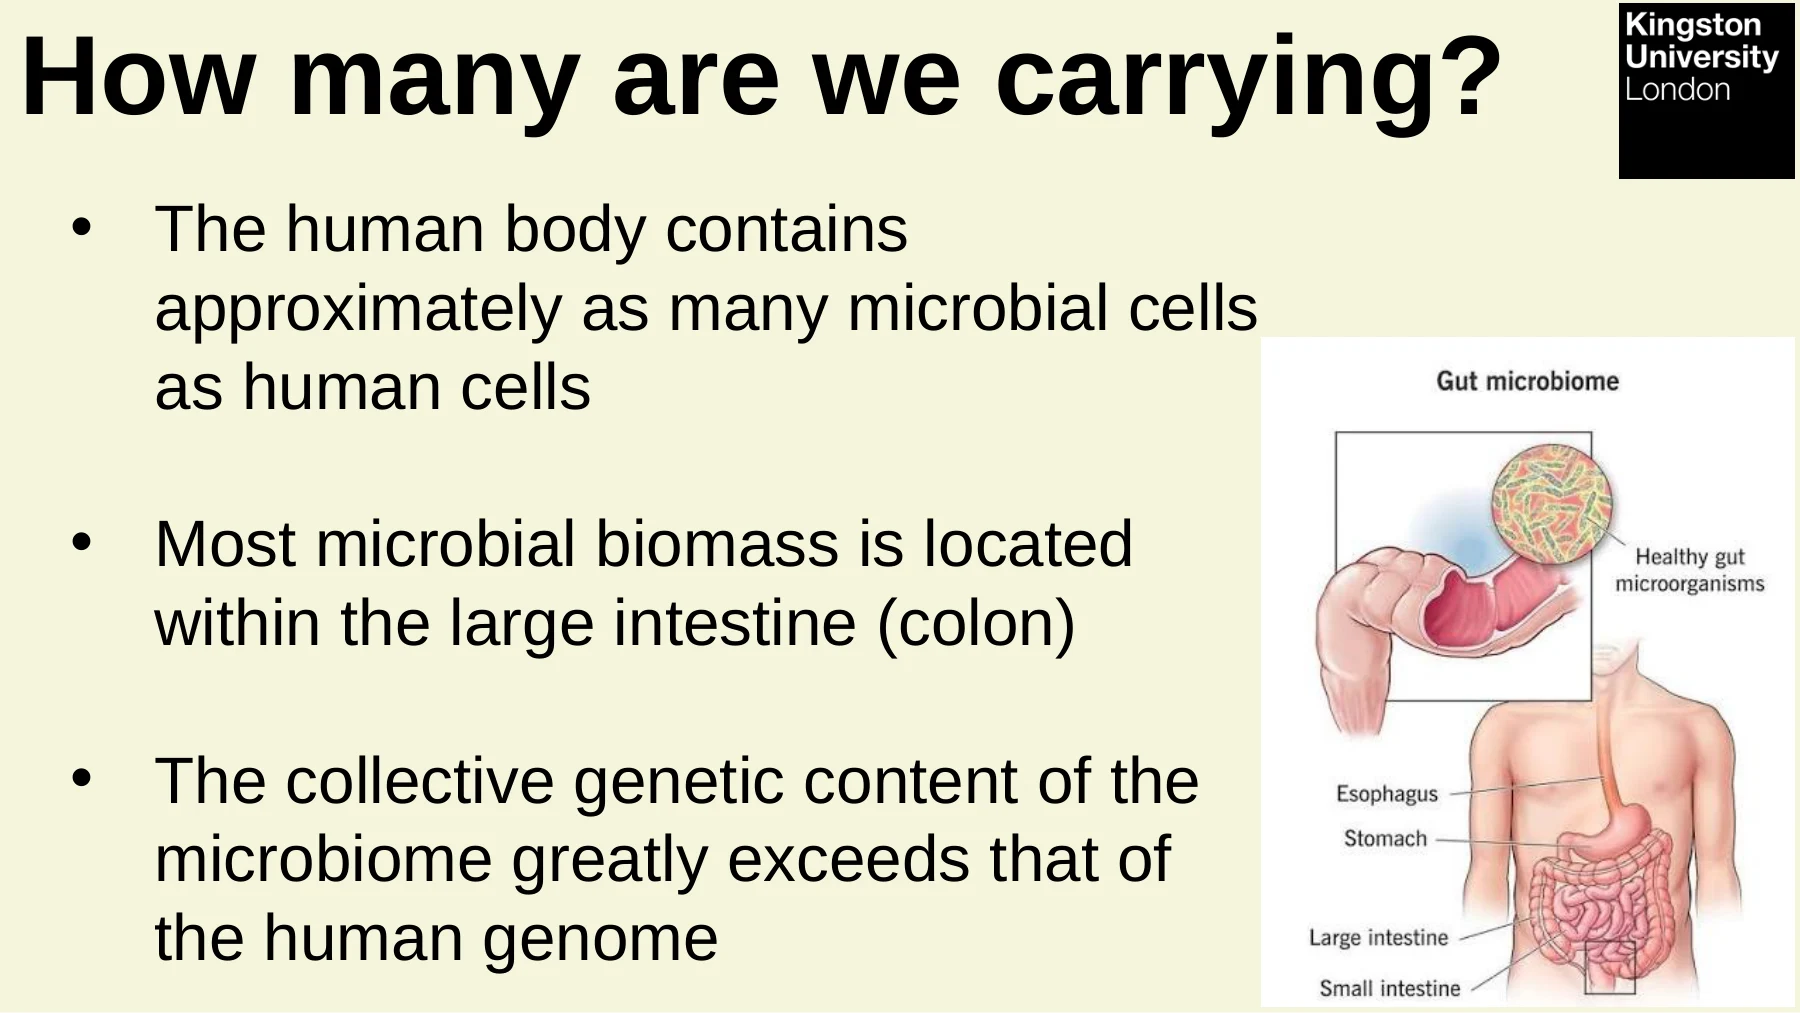 How many are we carrying?
Kingston
University
London
• The human body contains
approximately as many microbial cells
as human cells
• Most microbial biomass is located
within the large intestine (colon)
• The collective genetic content of the
microbiome greatly exceeds that of
the human genome
Gut microbiome
Healthy gut
microorganisms
Esophagus
Stomach
Large intestine
Small intestine